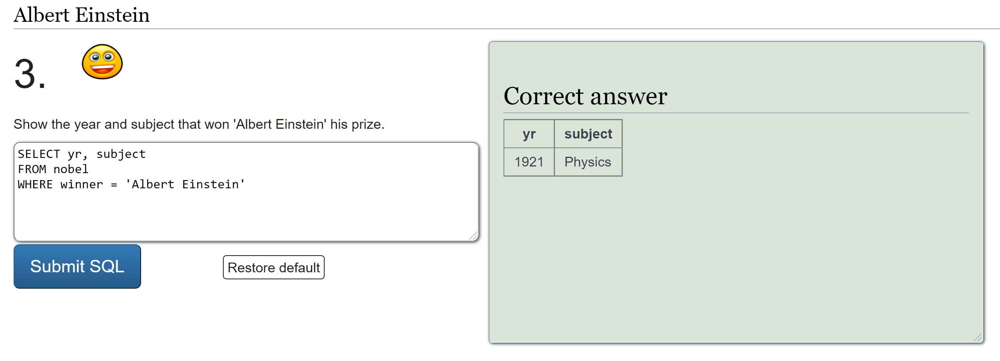 Albert Einstein
3.
Show the year and subject that won 'Albert Einstein' his prize.
SELECT yr, subject
FROM nobel
WHERE winner = 'Albert Einstein'
Submit SQL
Restore default
Correct answer
yr subject
1921 Physics